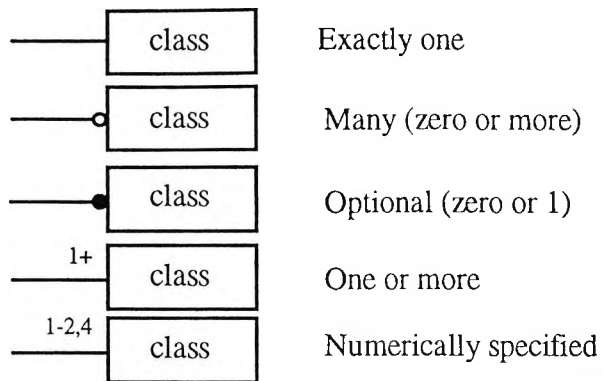 class Exactly one
class Many (zero or more)
class Optional (zero or 1)
1+ class One or more
1-2,4 class Numerically specified